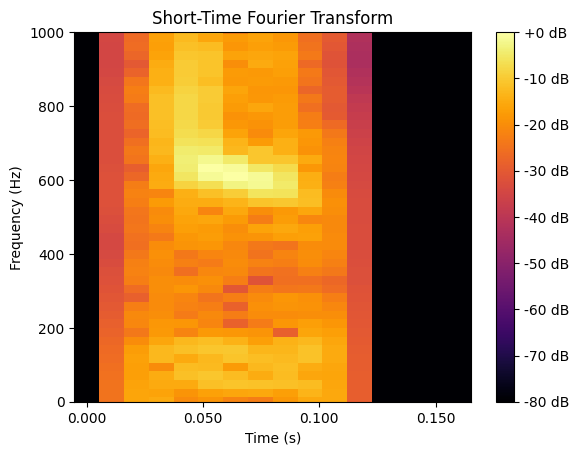 Short-Time Fourier Transform
1000
800
600
400
200
0
Frequency (Hz)
0.000
0.050
0.100
0.150
Time (s)
+0 dB
-10 dB
-20 dB
-30 dB
-40 dB
-50 dB
-60 dB
-70 dB
-80 dB